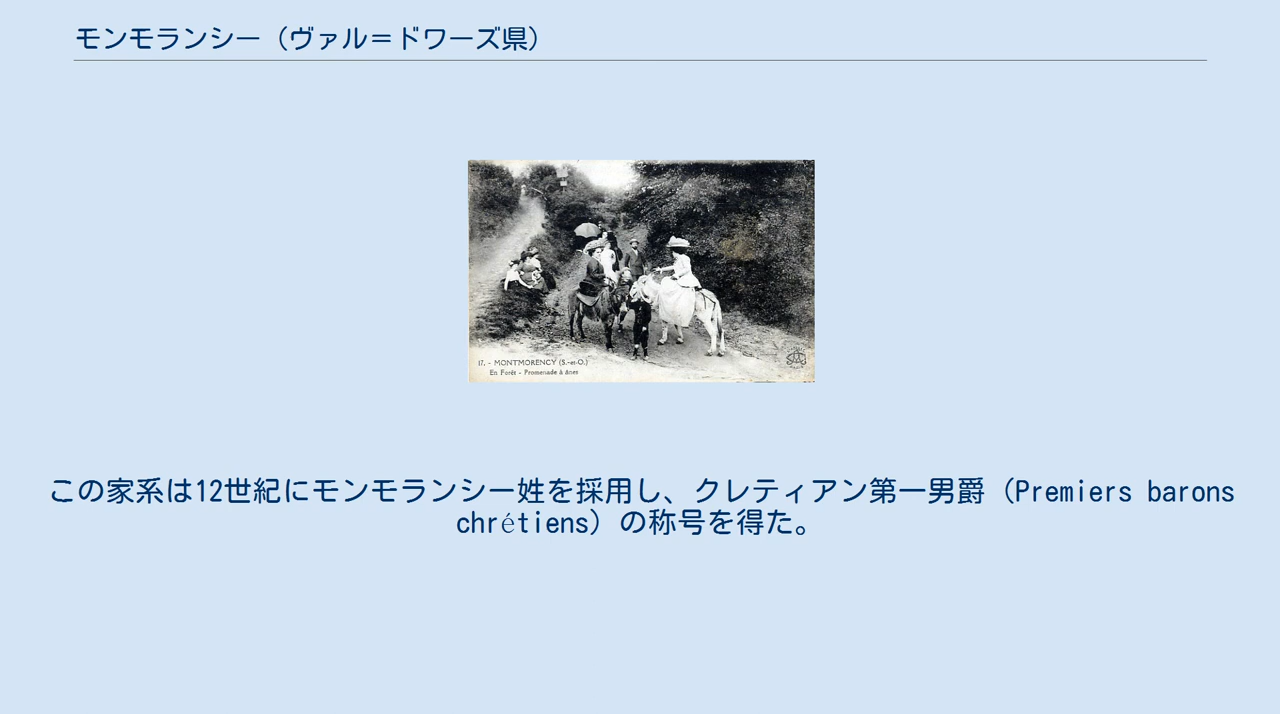 モンモランシー（ヴァル＝ドワーズ県）
17. - MONTMORENCY (S.-et-O.)
En Forêt - Promenade à ânes
この家系は12世紀にモンモランシー姓を採用し、クレティアン第一男爵（Premiers barons
chrétiens）の称号を得た。